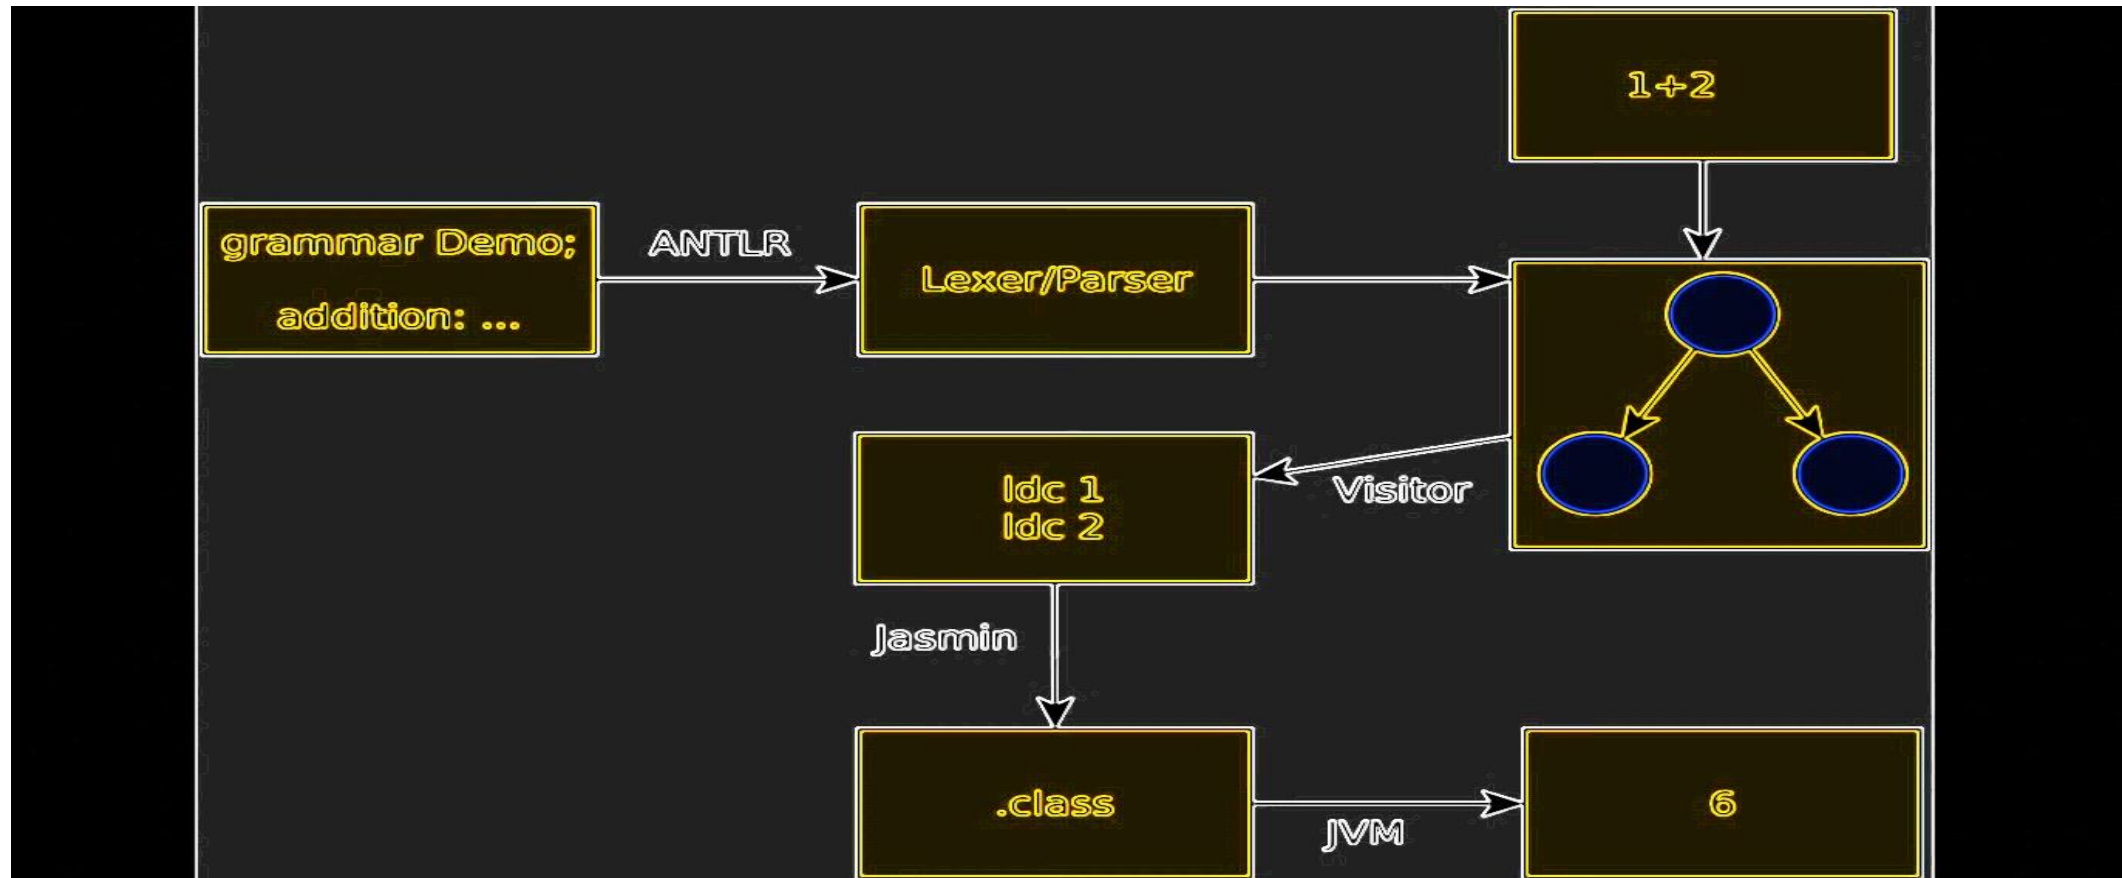 1+2
grammar Demo;
addition: ...
ANTLR
Lexer/Parser
ldc 1
ldc 2
Visitor
Jasmin
.class
JVM
6